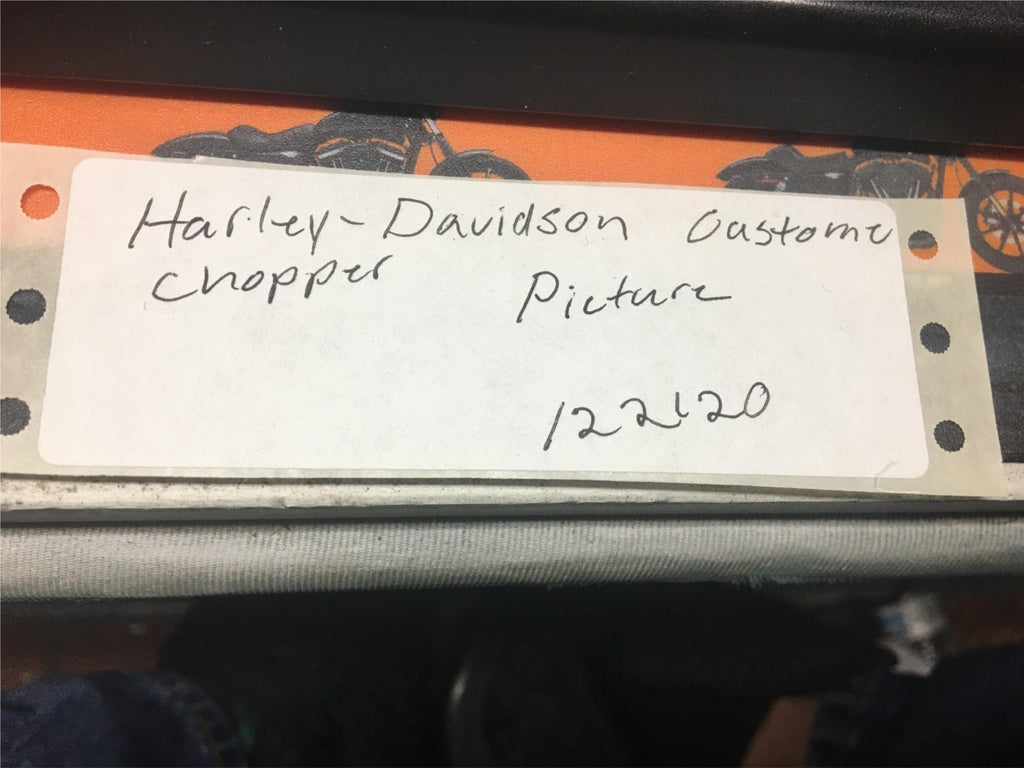 Harley-Davidson Custome
Chopper Picture
122120